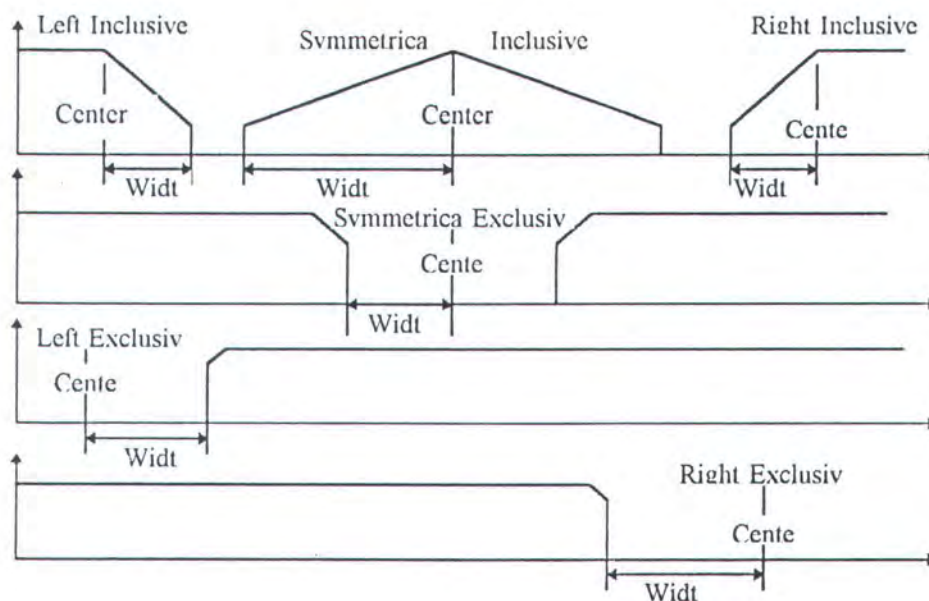 Left Inclusive
Svmmetrica Inclusive
Right Inclusive
Center
Center
Cente
Widt
Widt
Widt
Svmmetrica Exclusiv
Cente
Widt
Left Exclusiv
Cente
Widt
Right Exclusiv
Cente
Widt